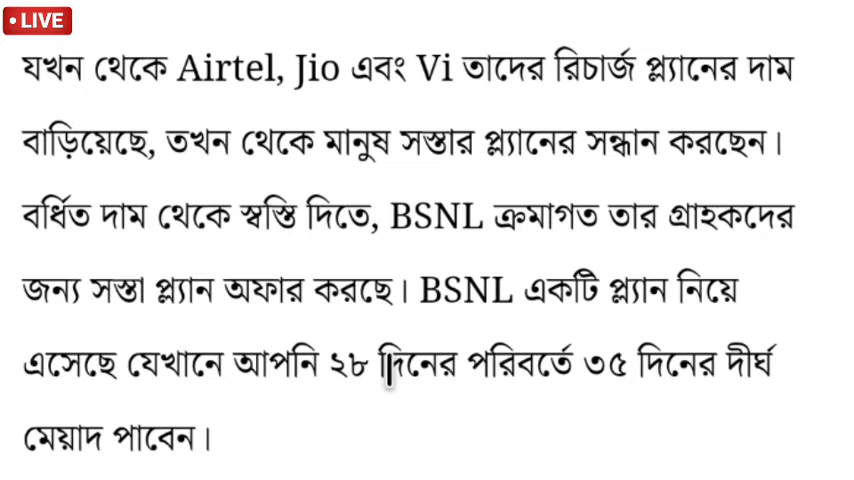 • LIVE
যখন থেকে Airtel, Jio এবং Vi তাদের রিচার্জ প্ল্যানের দাম
বাড়িয়েছে, তখন থেকে মানুষ সস্তার প্ল্যানের সন্ধান করছেন।
বর্ধিত দাম থেকে স্বস্তি দিতে, BSNL ক্রমাগত তার গ্রাহকদের
জন্য সস্তা প্ল্যান অফার করছে। BSNL একটি প্ল্যান নিয়ে
এসেছে যেখানে আপনি ২৮ দিনের পরিবর্তে ৩৫ দিনের দীর্ঘ
মেয়াদ পাবেন।